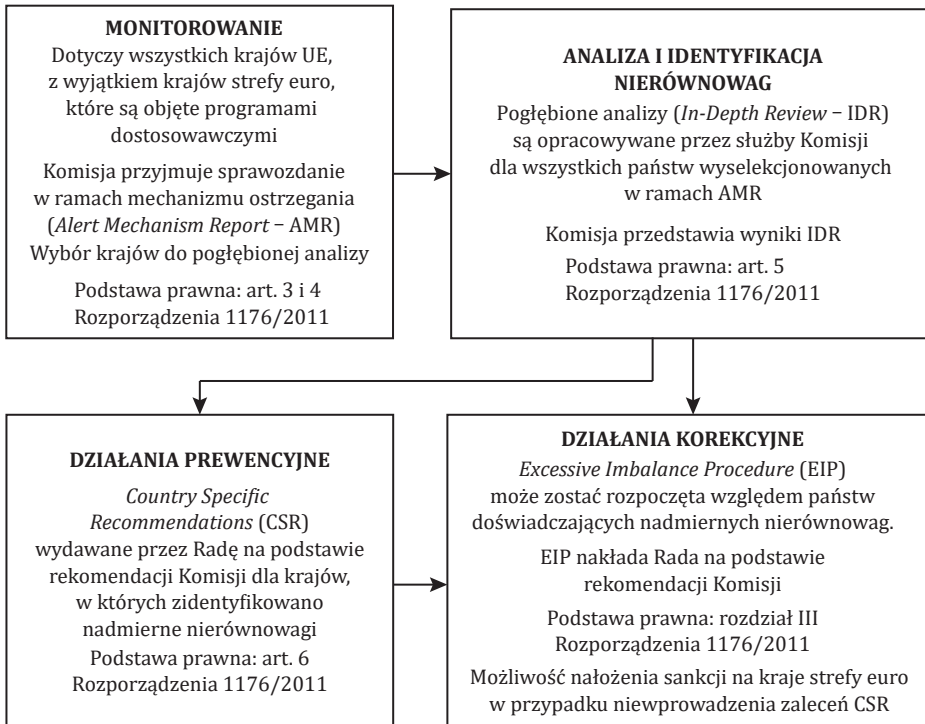 MONITOROWANIE
Dotyczy wszystkich krajów UE,
z wyjątkiem krajów strefy euro,
które są objęte programami
dostosowawczymi
Komisja przyjmuje sprawozdanie
w ramach mechanizmu ostrzegania
(Alert Mechanism Report – AMR)
Wybór krajów do pogłębionej analizy
Podstawa prawna: art. 3 i 4
Rozporządzenia 1176/2011
ANALIZA I IDENTYFIKACJA
NIERÓWNOWAG
Pogłębione analizy (In-Depth Review – IDR)
są opracowywane przez służby Komisji
dla wszystkich państw wyselekcjonowanych
w ramach AMR
Komisja przedstawia wyniki IDR
Podstawa prawna: art. 5
Rozporządzenia 1176/2011
DZIAŁANIA PREWENCYJNE
Country Specific
Recommendations (CSR)
wydawane przez Radę na podstawie
rekomendacji Komisji dla krajów,
w których zidentyfikowano
nadmierne nierównowagi
Podstawa prawna: art. 6
Rozporządzenia 1176/2011
DZIAŁANIA KOREKCYJNE
Excessive Imbalance Procedure (EIP)
może zostać rozpoczęta względem państw
doświadczających nadmiernych nierównowag.
EIP nakłada Rada na podstawie
rekomendacji Komisji
Podstawa prawna: rozdział III
Rozporządzenia 1176/2011
Możliwość nałożenia sankcji na kraje strefy euro
w przypadku niewprowadzenia zaleceń CSR